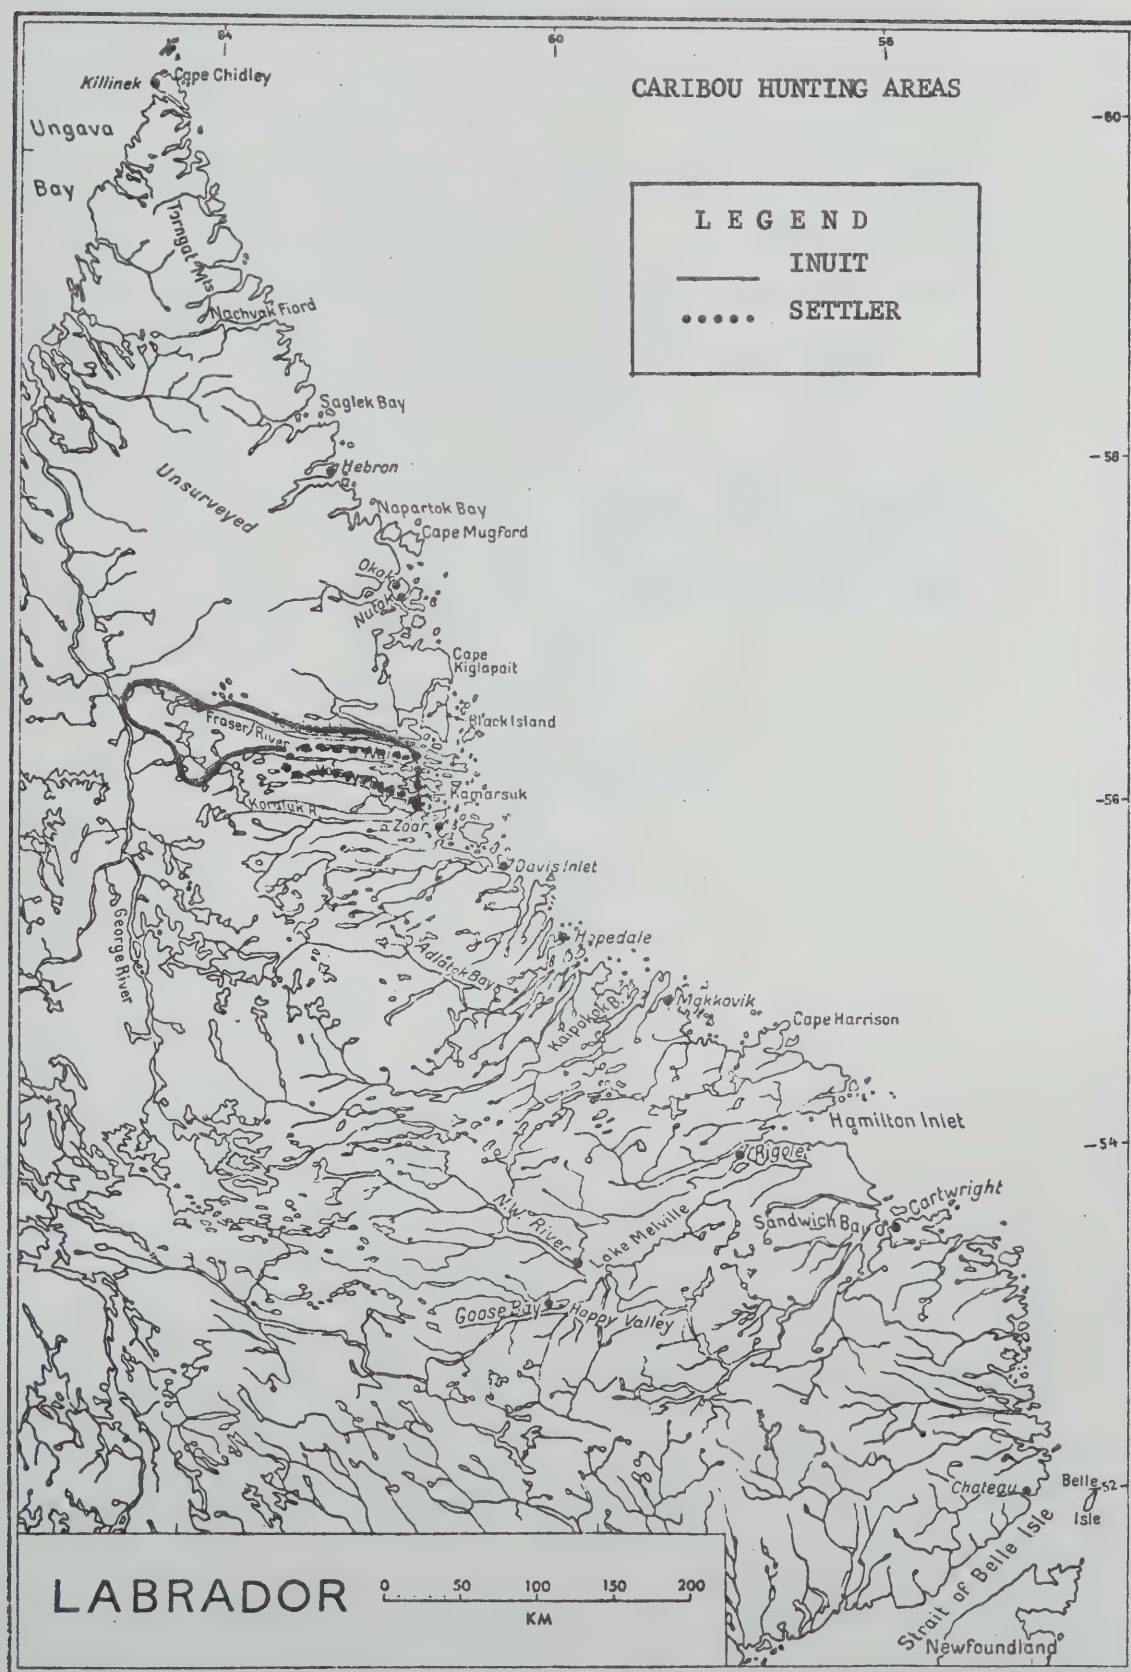 64
60
56
Killinek
Cape Chidley
CARIBOU HUNTING AREAS
-60
Ungava
Bay
Torngat Mts
LEGEND
INUIT
SETTLER
Nachvak Fiord
Saglek Bay
-58
Hebron
Unsurveyed
Napartok Bay
Cape Mugford
Okak
Nutak
Cape
Kiglapait
Black Island
Fraser River
Kamarsuk
-56
Zoar
Davis Inlet
George River
Hopedale
Adlatok Bay
Makkovik
Kaipokok B.
Cape Harrison
Hamilton Inlet
-54
Rigolet
Cartwright
N.W. River
Lake Melville
Sandwich Bay
Goose Bay
Happy Valley
Chateau
Belle
Isle
52
Strait of Belle Isle
Newfoundland
LABRADOR
0 50 100 150 200
KM